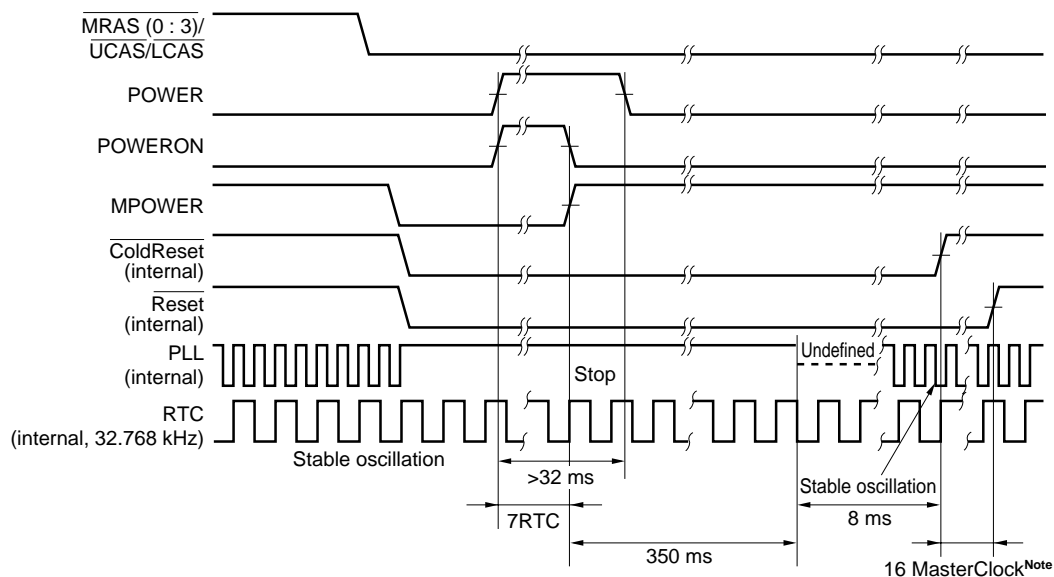 MRAS (0 : 3)/
UCAS/LCAS
POWER
POWERON
MPOWER
ColdReset
(internal)
Reset
(internal)
PLL
(internal)
Undefined
Stop
RTC
(internal, 32.768 kHz)
Stable oscillation
>32 ms
Stable oscillation
7RTC
8 ms
350 ms
16 MasterClockNote